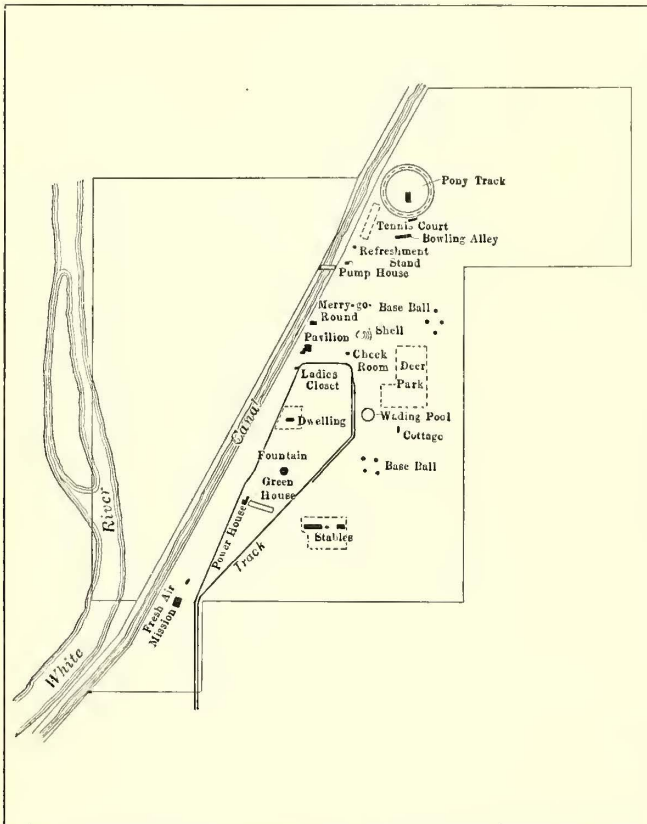 Pony Track
Tennis Court
Bowling Alley
Refreshment
Stand
Pump House
Merry-go-
Round
Base Ball
Shell
Pavilion
Check
Room
Deer
Park
Ladies
Closet
Canal
Dwelling
Wading Pool
Cottage
Fountain
Base Ball
Green
House
River
Power House
Stables
Track
Fresh Air
Mission
White